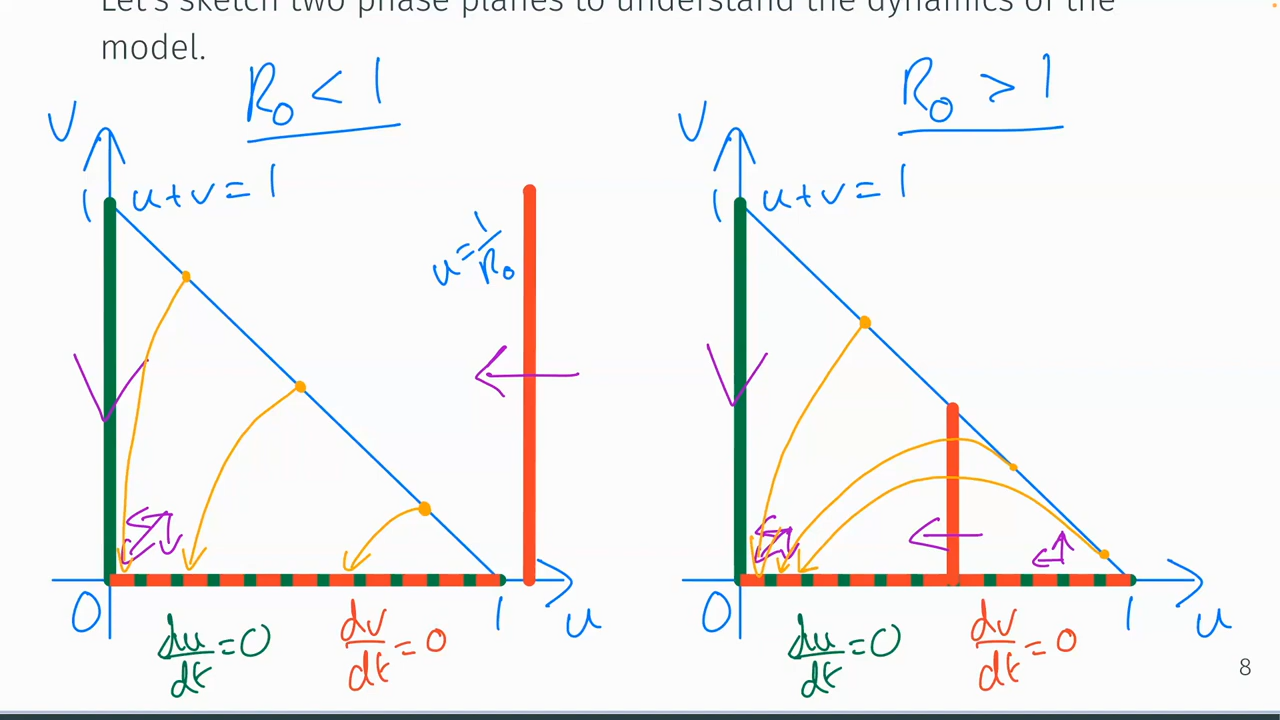 Let's sketch two phase planes to understand the dynamics of the
model.
R₀ < 1
R₀ > 1
V
V
1
u+v=1
1
u+v=1
u=1/R₀
0
1
u
0
1
u
du/dt=0
dv/dt=0
du/dt=0
dv/dt=0
8